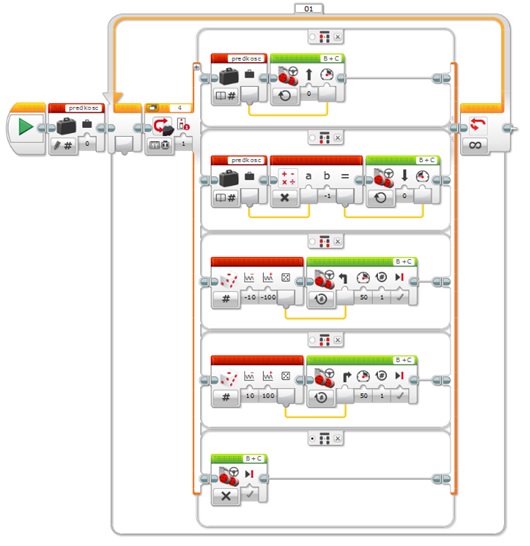 01
predkosc
B + C
0
#
predkosc
0
4
1
#
predkosc
B + C
a b =
-1
0
#
B + C
-10 -100
50 1
#
B + C
10 100
50 1
#
B + C